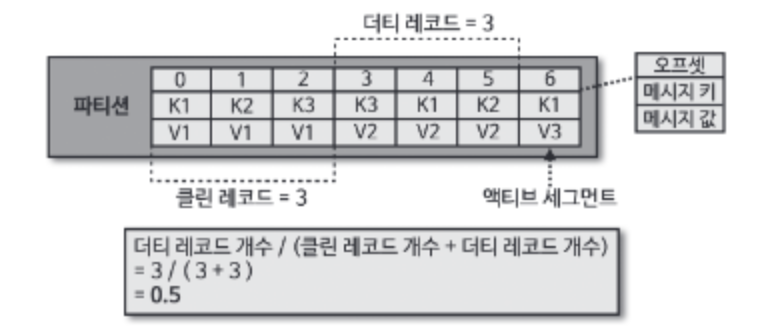 더티 레코드 = 3
0 1 2 3 4 5 6
파티션 K1 K2 K3 K3 K1 K2 K1
V1 V1 V1 V2 V2 V2 V3
오프셋
메시지 키
메시지 값
클린 레코드 = 3
액티브 세그먼트
더티 레코드 개수 / (클린 레코드 개수 + 더티 레코드 개수)
= 3 / ( 3 + 3 )
= 0.5